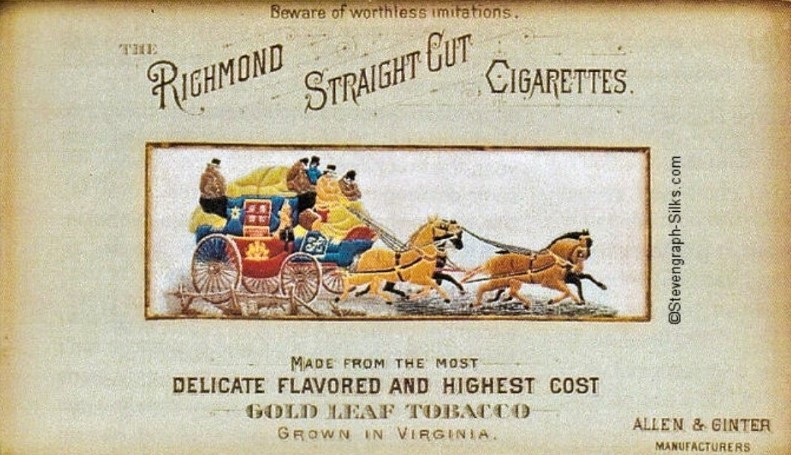 Beware of worthless imitations.
THE RICHMOND STRAIGHT CUT CIGARETTES.
MADE FROM THE MOST
DELICATE FLAVORED AND HIGHEST COST
GOLD LEAF TOBACCO
GROWN IN VIRGINIA.
ALLEN & GINTER
MANUFACTURERS
©Stevengraph-Silks.com